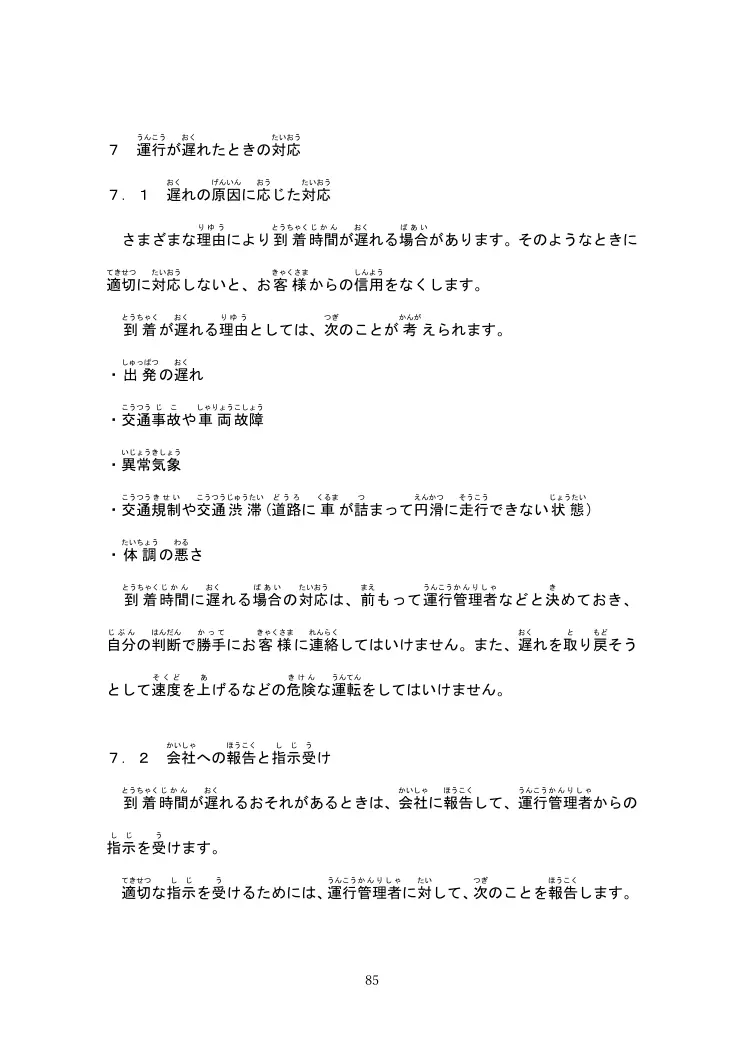 ７　運行が遅れたときの対応
７．１　遅れの原因に応じた対応
さまざまな理由により到着時間が遅れる場合があります。そのようなときに
適切に対応しないと、お客様からの信用をなくします。
到着が遅れる理由としては、次のことが考えられます。
・出発の遅れ
・交通事故や車両故障
・異常気象
・交通規制や交通渋滞（道路に車が詰まって円滑に走行できない状態）
・体調の悪さ
到着時間に遅れる場合の対応は、前もって運行管理者などと決めておき、
自分の判断で勝手にお客様に連絡してはいけません。また、遅れを取り戻そう
として速度を上げるなどの危険な運転をしてはいけません。
７．２　会社への報告と指示受け
到着時間が遅れるおそれがあるときは、会社に報告して、運行管理者からの
指示を受けます。
適切な指示を受けるためには、運行管理者に対して、次のことを報告します。
85